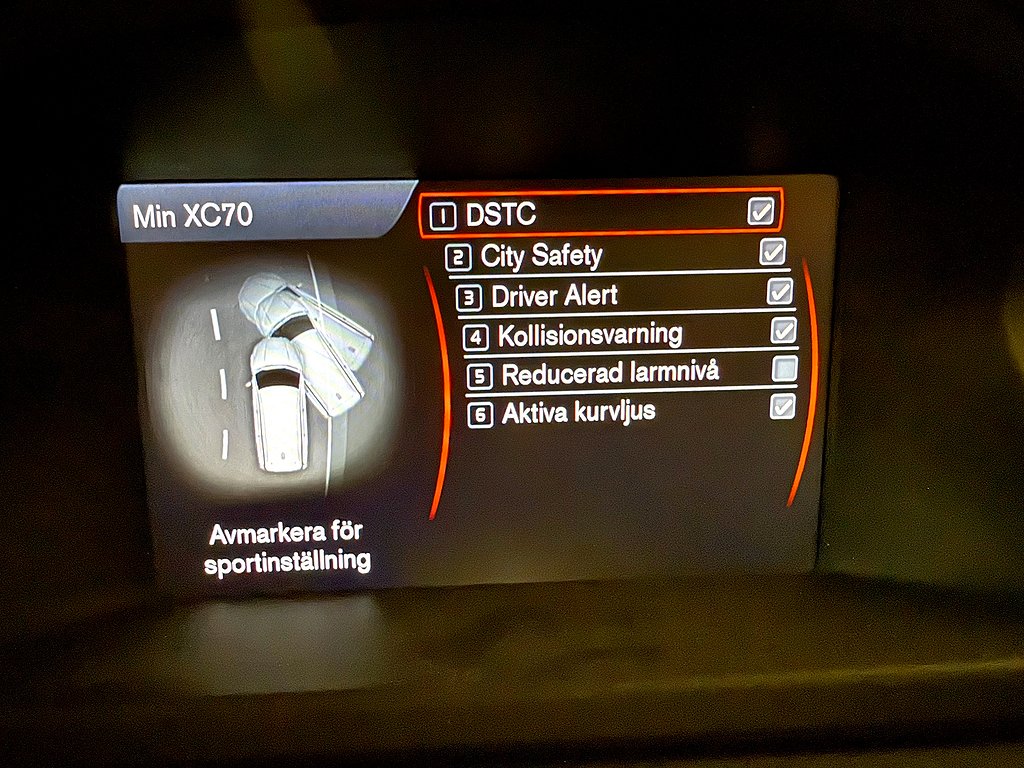 Min XC70
1 DSTC
2 City Safety
3 Driver Alert
4 Kollisionsvarning
5 Reducerad larmnivå
6 Aktiva kurvljus
Avmarkera för
sportinställning